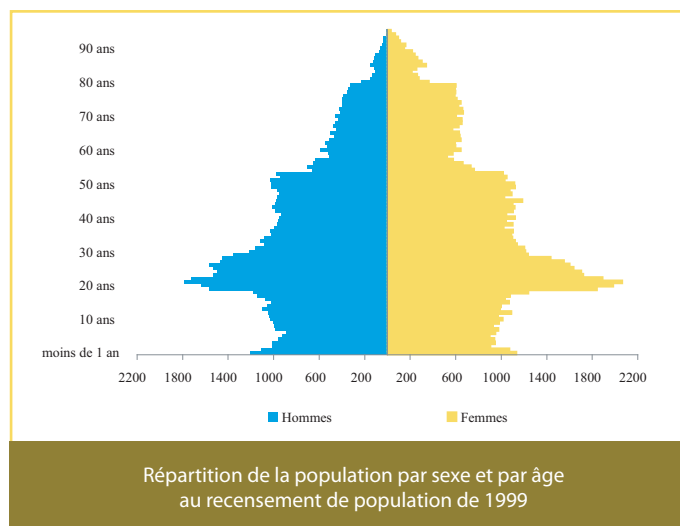 90 ans
80 ans
70 ans
60 ans
50 ans
40 ans
30 ans
20 ans
10 ans
moins de 1 an
2200 1800 1400 1000 600 200 200 600 1000 1400 1800 2200
Hommes Femmes
Répartition de la population par sexe et par âge
au recensement de population de 1999